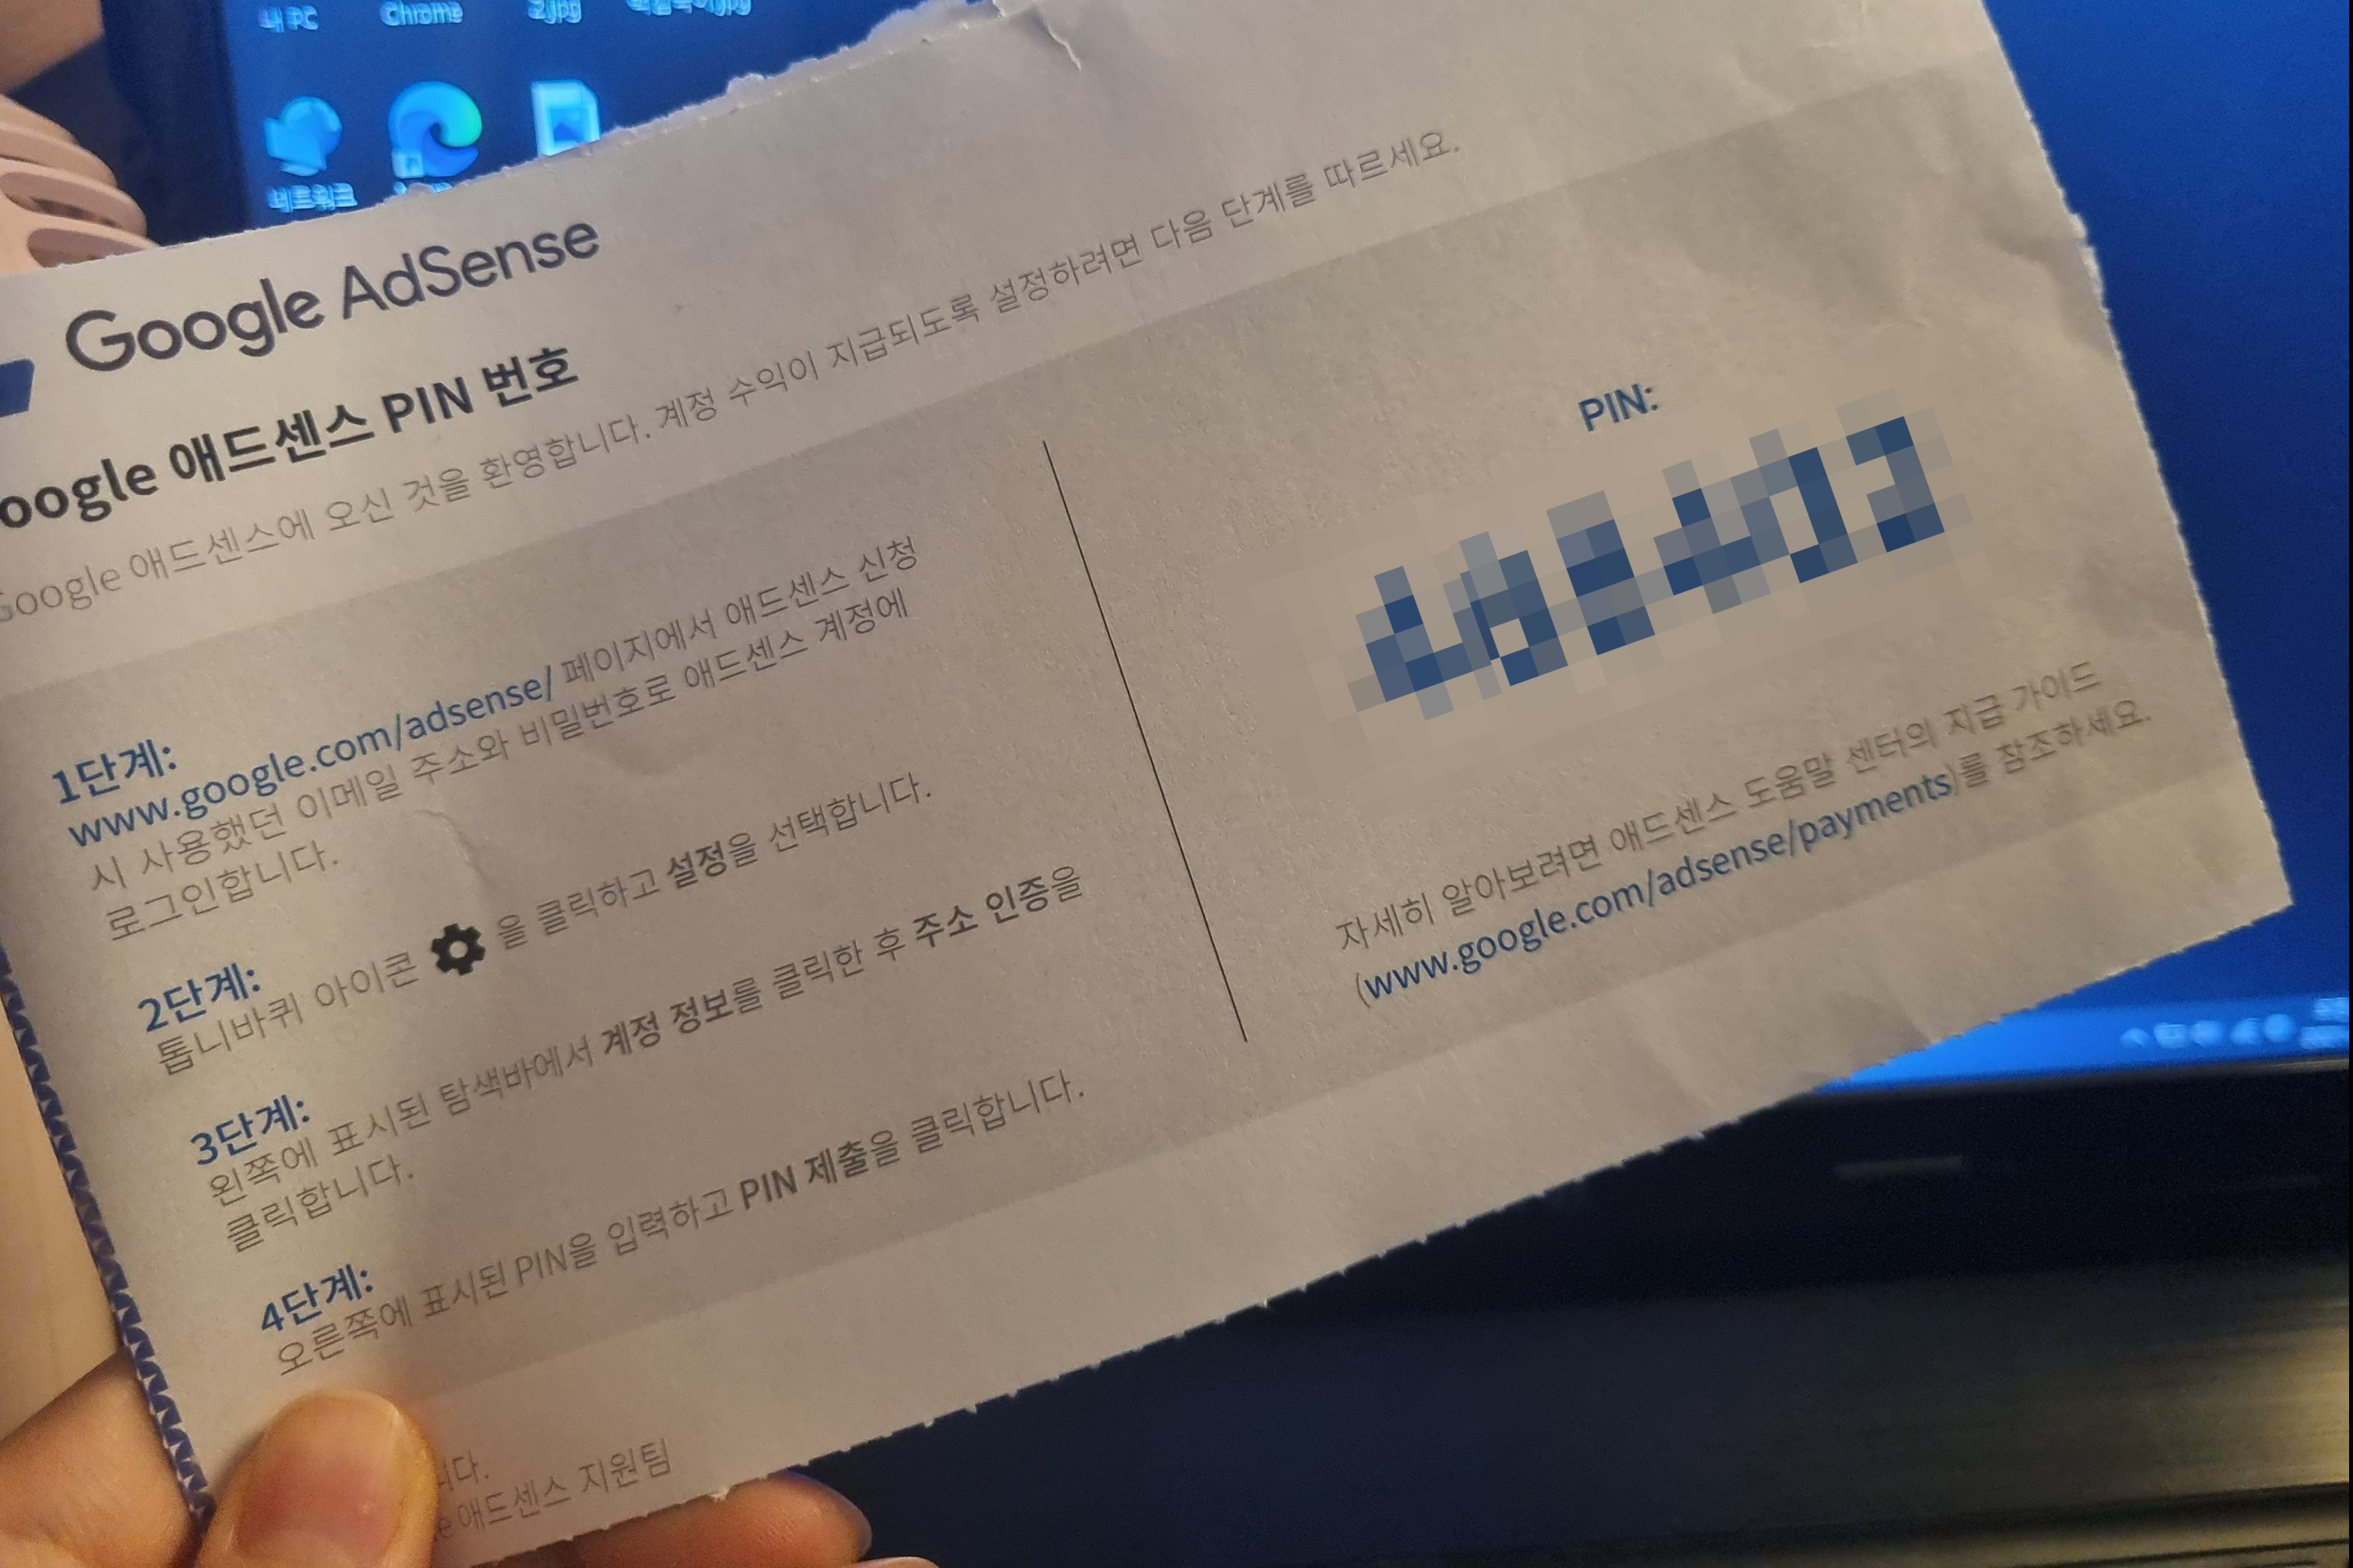 내 PC
Chrome
네트워크
Google AdSense
oogle 애드센스 PIN 번호
Google 애드센스에 오신 것을 환영합니다. 계정 수익이 지급되도록 설정하려면 다음 단계를 따르세요.
1단계:
www.google.com/adsense/ 페이지에서 애드센스 신청
시 사용했던 이메일 주소와 비밀번호로 애드센스 계정에
로그인합니다.
2단계:
톱니바퀴 아이콘 을 클릭하고 설정을 선택합니다.
3단계:
왼쪽에 표시된 탐색바에서 계정 정보를 클릭한 후 주소 인증을
클릭합니다.
4단계:
오른쪽에 표시된 PIN을 입력하고 PIN 제출을 클릭합니다.
니다.
e 애드센스 지원팀
PIN:
자세히 알아보려면 애드센스 도움말 센터의 지급 가이드
(www.google.com/adsense/payments)를 참조하세요.